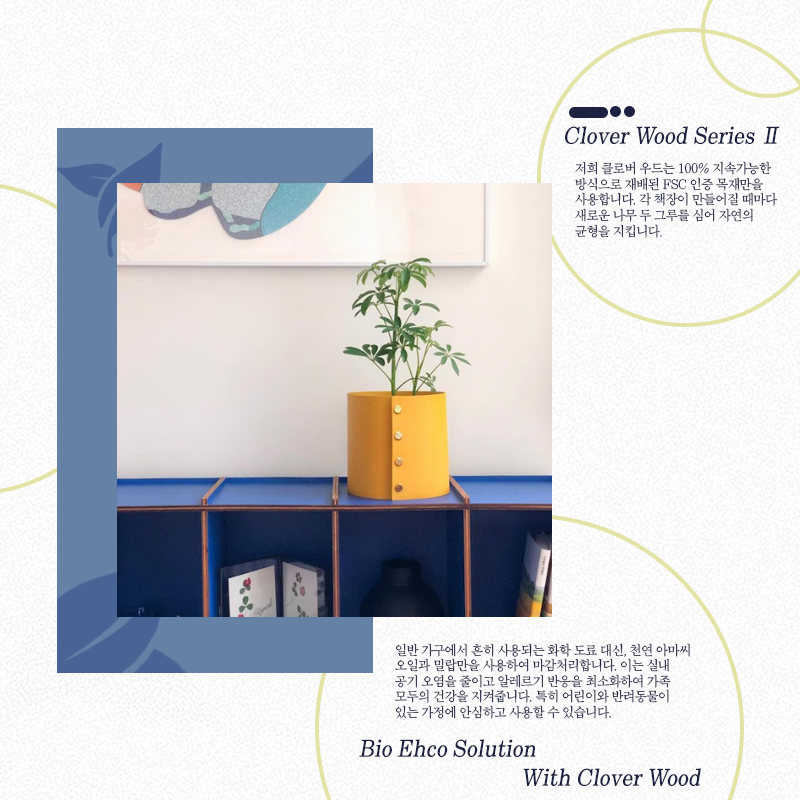 Clover Wood Series Ⅱ
저희 클로버 우드는 100% 지속가능한
방식으로 재배된 FSC 인증 목재만을
사용합니다. 각 책장이 만들어질 때마다
새로운 나무 두 그루를 심어 자연의
균형을 지킵니다.
일반 가구에서 흔히 사용되는 화학 도료 대신, 천연 아마씨
오일과 밀랍만을 사용하여 마감처리합니다. 이는 실내
공기 오염을 줄이고 알레르기 반응을 최소화하여 가족
모두의 건강을 지켜줍니다. 특히 어린이와 반려동물이
있는 가정에 안심하고 사용할 수 있습니다.
Bio Ehco Solution
With Clover Wood